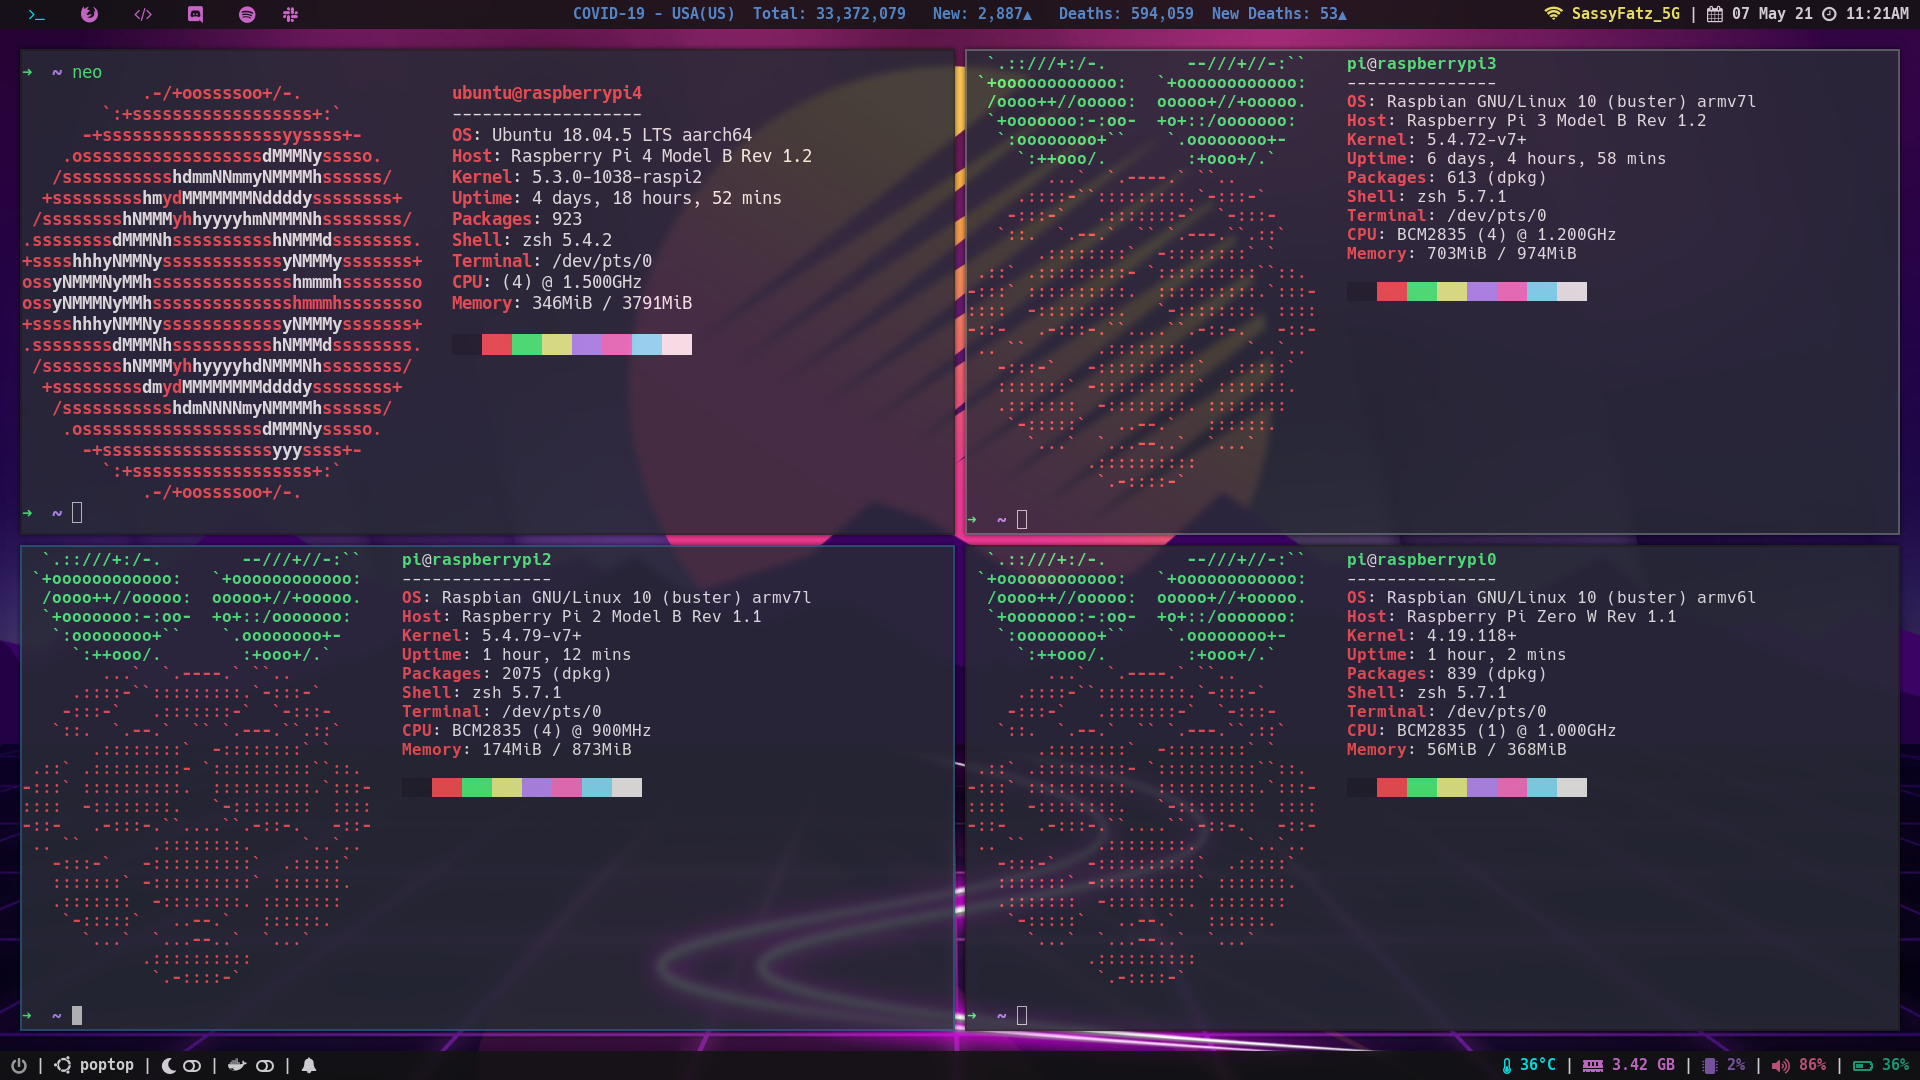 COVID-19 - USA(US)  Total: 33,372,079  New: 2,887▲  Deaths: 594,059  New Deaths: 53▲
SassyFatz_5G | 07 May 21 11:21AM
→ ~ neo
ubuntu@raspberrypi4
-------------------
OS: Ubuntu 18.04.5 LTS aarch64
Host: Raspberry Pi 4 Model B Rev 1.2
Kernel: 5.3.0-1038-raspi2
Uptime: 4 days, 18 hours, 52 mins
Packages: 923
Shell: zsh 5.4.2
Terminal: /dev/pts/0
CPU: (4) @ 1.500GHz
Memory: 346MiB / 3791MiB
→ ~
pi@raspberrypi3
---------------
OS: Raspbian GNU/Linux 10 (buster) armv7l
Host: Raspberry Pi 3 Model B Rev 1.2
Kernel: 5.4.72-v7+
Uptime: 6 days, 4 hours, 58 mins
Packages: 613 (dpkg)
Shell: zsh 5.7.1
Terminal: /dev/pts/0
CPU: BCM2835 (4) @ 1.200GHz
Memory: 703MiB / 974MiB
→ ~
pi@raspberrypi2
---------------
OS: Raspbian GNU/Linux 10 (buster) armv7l
Host: Raspberry Pi 2 Model B Rev 1.1
Kernel: 5.4.79-v7+
Uptime: 1 hour, 12 mins
Packages: 2075 (dpkg)
Shell: zsh 5.7.1
Terminal: /dev/pts/0
CPU: BCM2835 (4) @ 900MHz
Memory: 174MiB / 873MiB
→ ~
pi@raspberrypi0
---------------
OS: Raspbian GNU/Linux 10 (buster) armv6l
Host: Raspberry Pi Zero W Rev 1.1
Kernel: 4.19.118+
Uptime: 1 hour, 2 mins
Packages: 839 (dpkg)
Shell: zsh 5.7.1
Terminal: /dev/pts/0
CPU: BCM2835 (1) @ 1.000GHz
Memory: 56MiB / 368MiB
→ ~
| poptop | | |
36°C | 3.42 GB | 2% | 86% | 36%